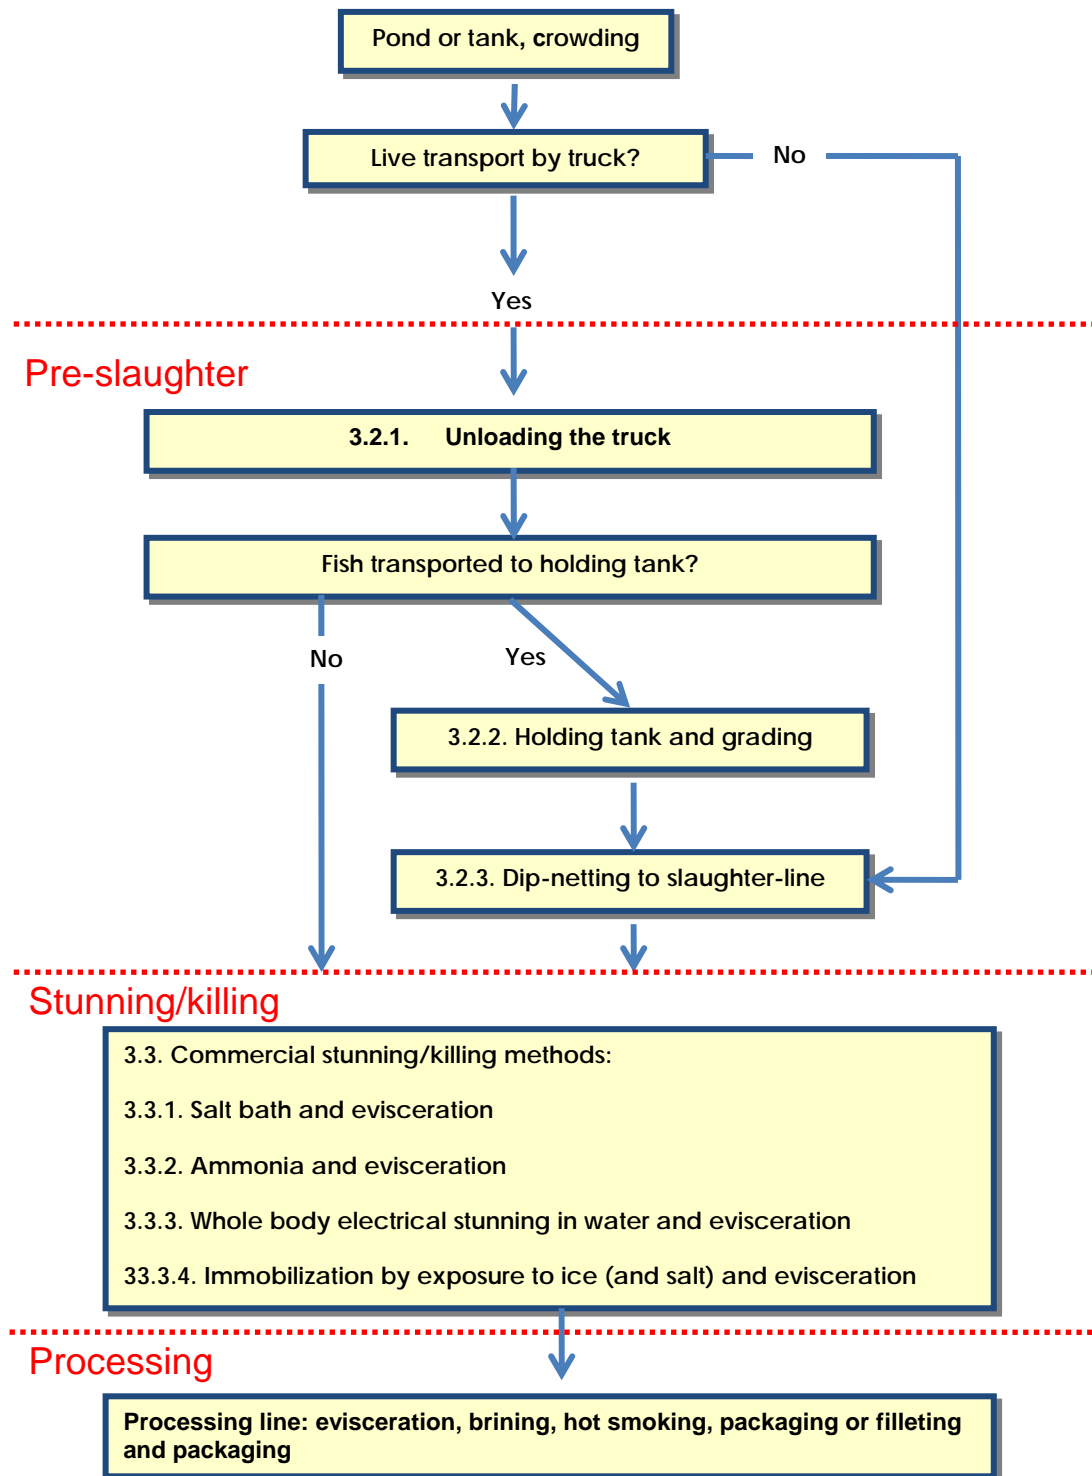 Pond or tank, crowding
Live transport by truck?
No
Yes
Pre-slaughter
3.2.1. Unloading the truck
Fish transported to holding tank?
No
Yes
3.2.2. Holding tank and grading
3.2.3. Dip-netting to slaughter-line
Stunning/killing
3.3. Commercial stunning/killing methods:
3.3.1. Salt bath and evisceration
3.3.2. Ammonia and evisceration
3.3.3. Whole body electrical stunning in water and evisceration
33.3.4. Immobilization by exposure to ice (and salt) and evisceration
Processing
Processing line: evisceration, brining, hot smoking, packaging or filleting
and packaging